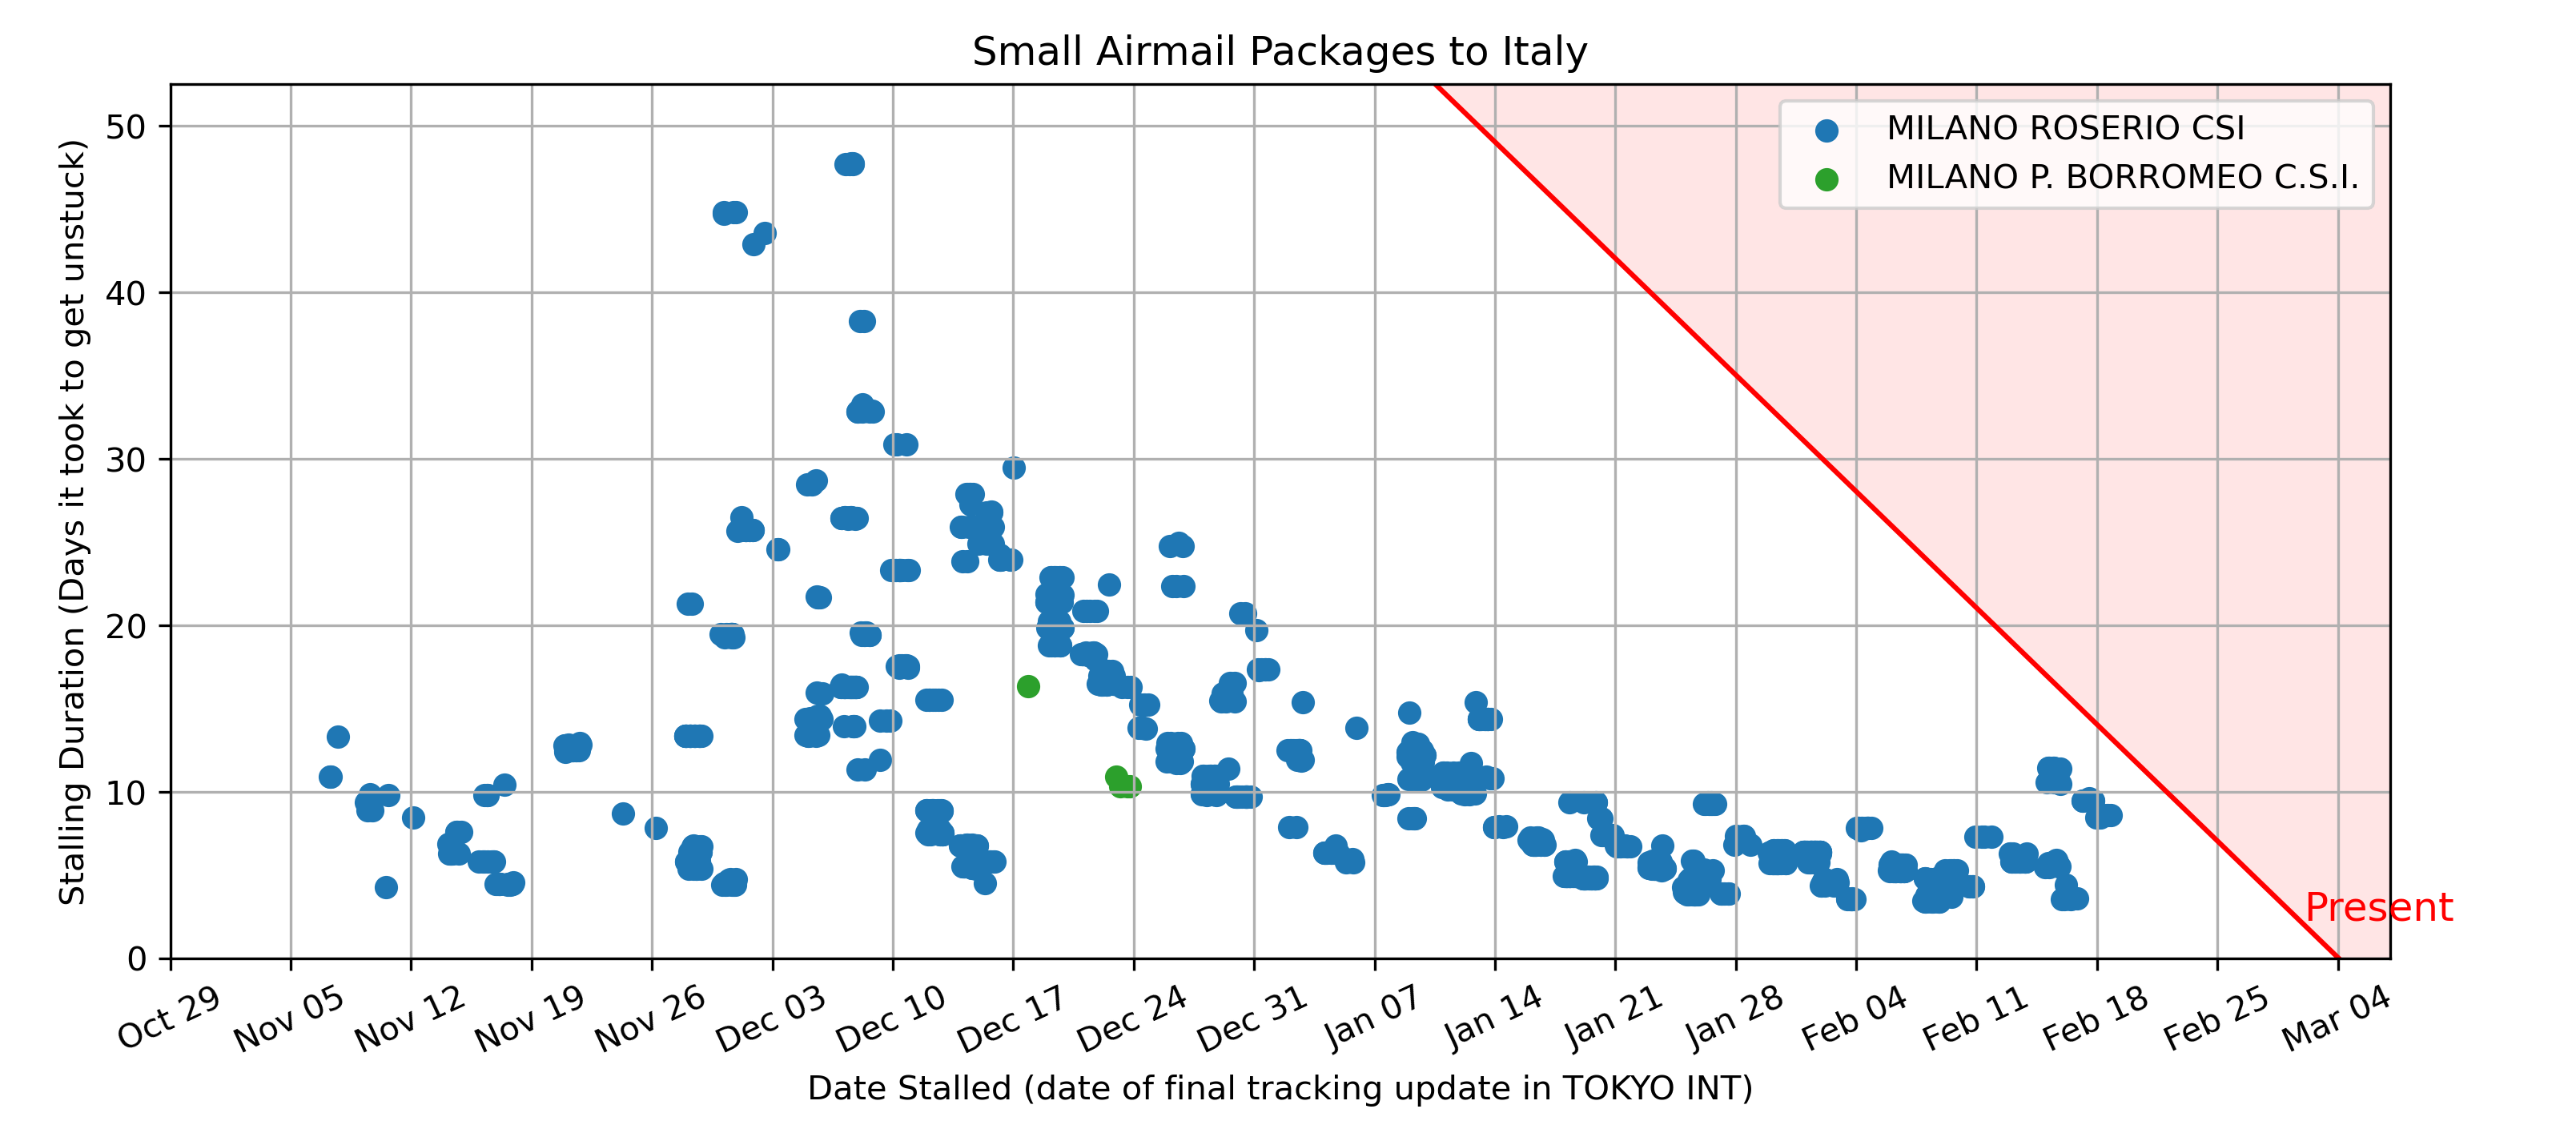 Small Airmail Packages to Italy
Stalling Duration (Days it took to get unstuck)
50
40
30
20
10
0
MILANO ROSERIO CSI
MILANO P. BORROMEO C.S.I.
Present
Oct 29
Nov 05
Nov 12
Nov 19
Nov 26
Dec 03
Dec 10
Dec 17
Dec 24
Dec 31
Jan 07
Jan 14
Jan 21
Jan 28
Feb 04
Feb 11
Feb 18
Feb 25
Mar 04
Date Stalled (date of final tracking update in TOKYO INT)